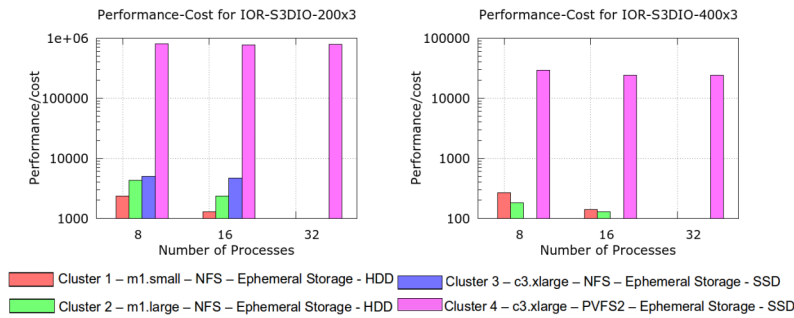 Performance-Cost for IOR-S3DIO-200x3
1e+06
100000
10000
1000
Performance/cost
8
16
32
Number of Processes
Performance-Cost for IOR-S3DIO-400x3
100000
10000
1000
100
Performance/cost
8
16
32
Number of Processes
Cluster 1 – m1.small – NFS – Ephemeral Storage - HDD
Cluster 2 – m1.large – NFS – Ephemeral Storage - HDD
Cluster 3 – c3.xlarge – NFS – Ephemeral Storage - SSD
Cluster 4 – c3.xlarge – PVFS2 – Ephemeral Storage - SSD